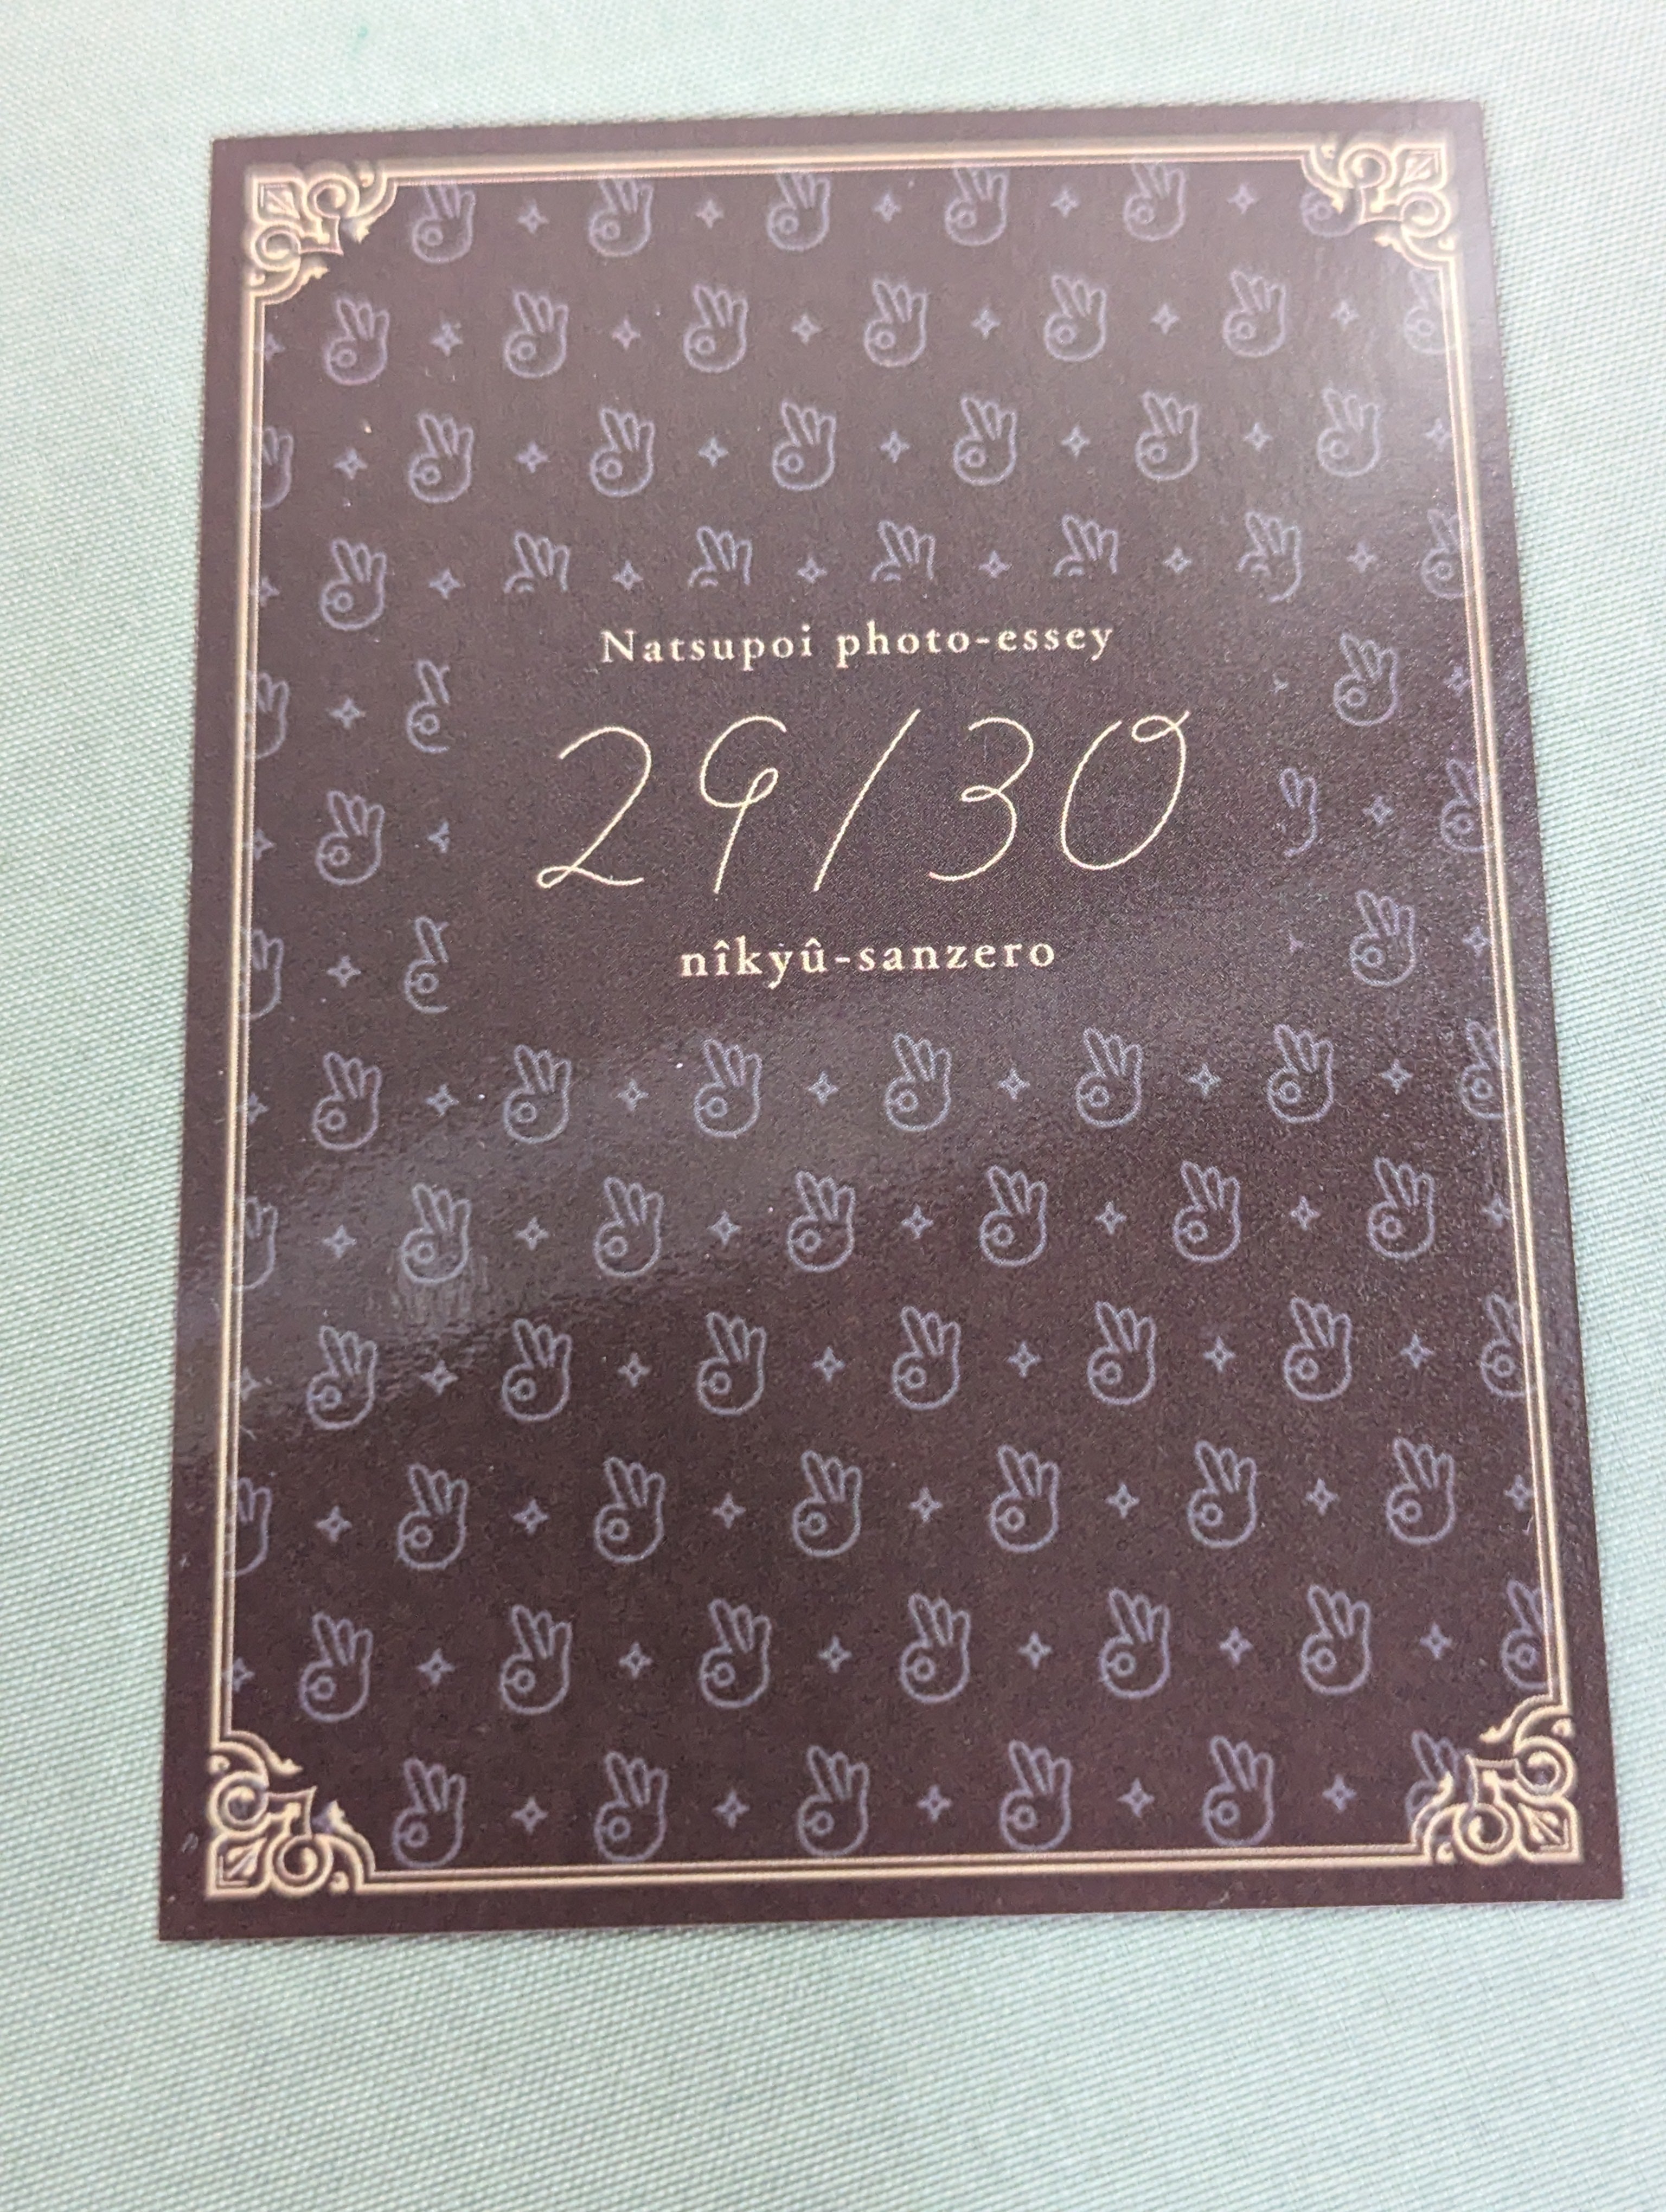 Natsupoi photo-essey
29/30
nîkyû-sanzero